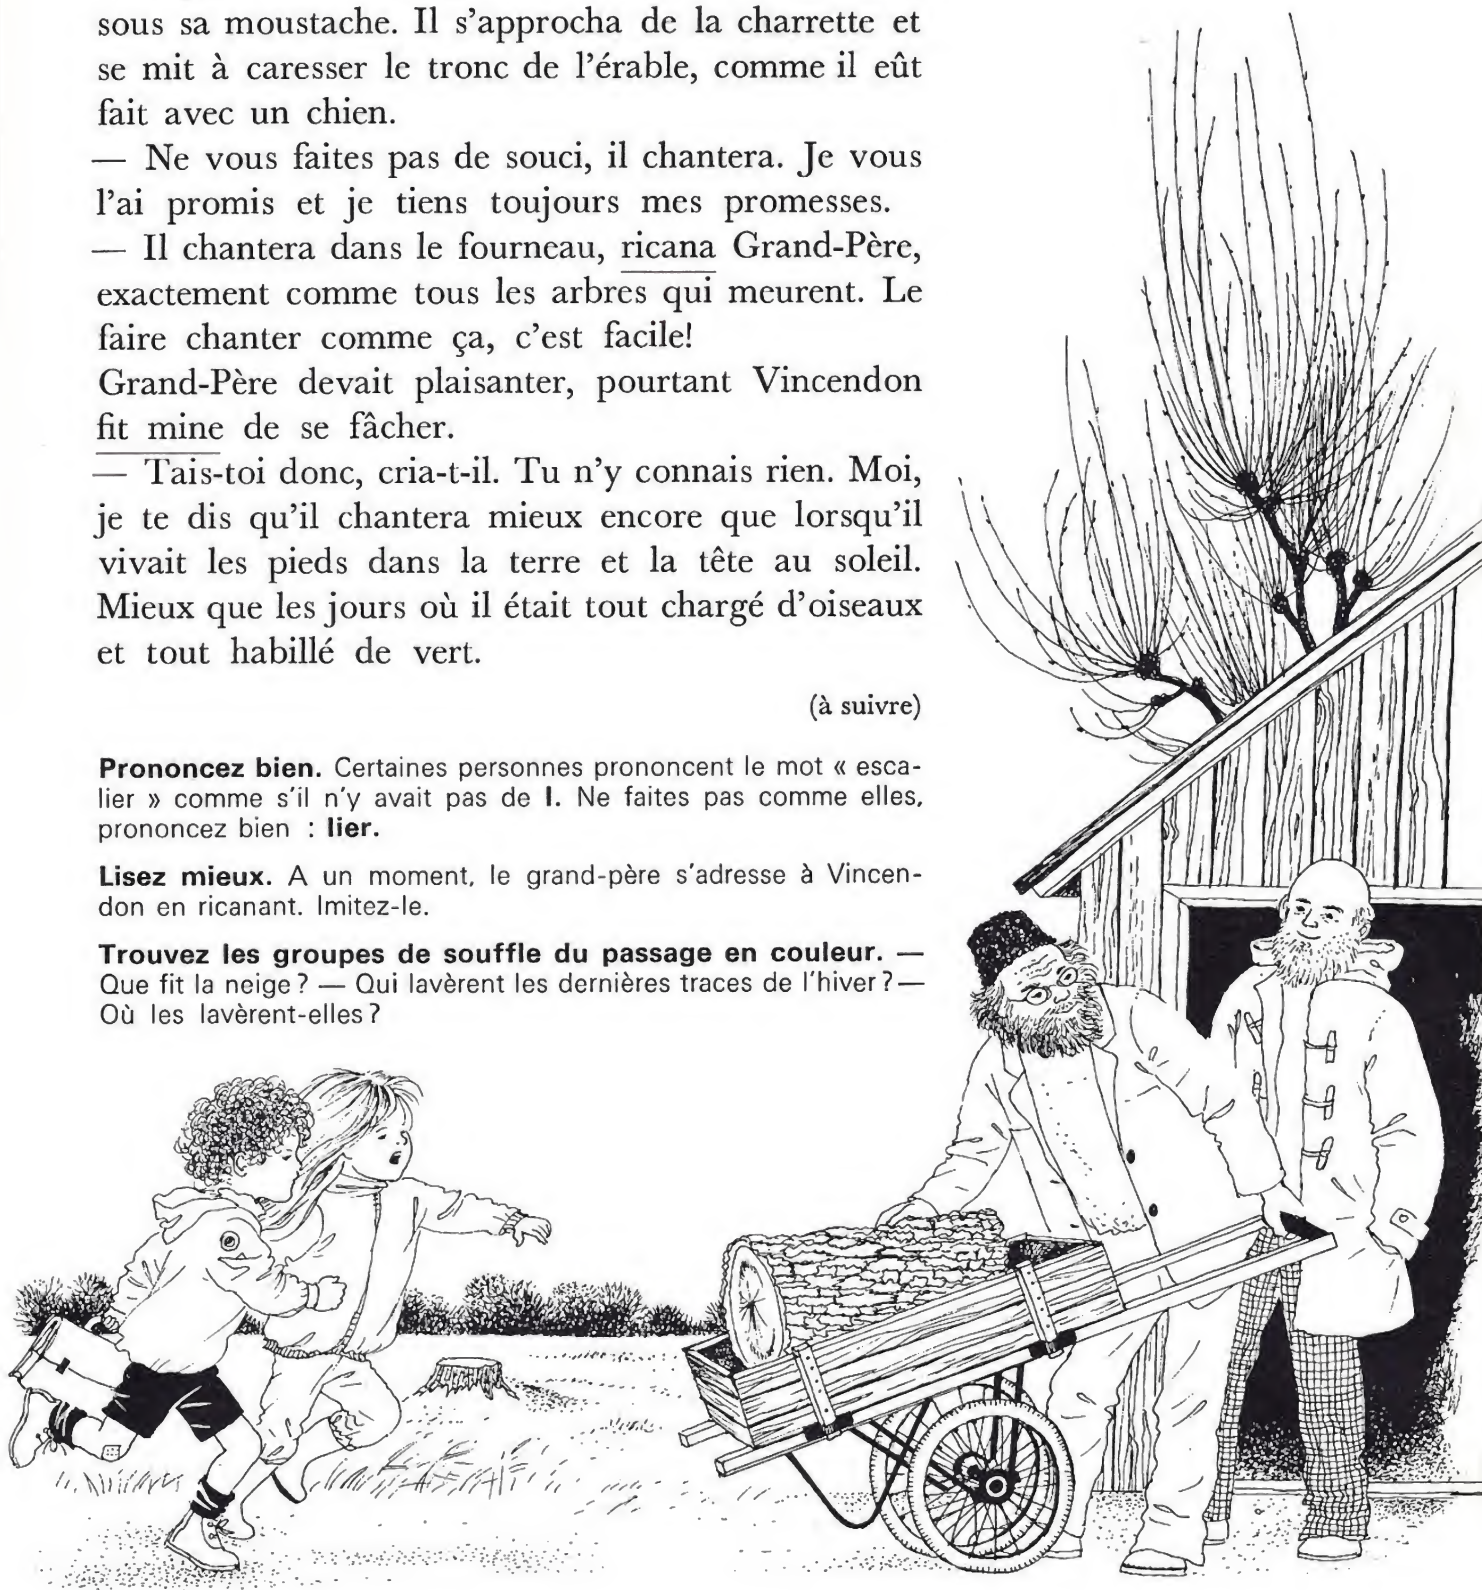 sous sa moustache. Il s'approcha de la charrette et
se mit à caresser le tronc de l'érable, comme il eût
fait avec un chien.
— Ne vous faites pas de souci, il chantera. Je vous
l'ai promis et je tiens toujours mes promesses.
— Il chantera dans le fourneau, ricana Grand-Père,
exactement comme tous les arbres qui meurent. Le
faire chanter comme ça, c'est facile!
Grand-Père devait plaisanter, pourtant Vincendon
fit mine de se fâcher.
— Tais-toi donc, cria-t-il. Tu n'y connais rien. Moi,
je te dis qu'il chantera mieux encore que lorsqu'il
vivait les pieds dans la terre et la tête au soleil.
Mieux que les jours où il était tout chargé d'oiseaux
et tout habillé de vert.
(à suivre)
Prononcez bien. Certaines personnes prononcent le mot « esca-
lier » comme s'il n'y avait pas de l. Ne faites pas comme elles,
prononcez bien : lier.
Lisez mieux. A un moment, le grand-père s'adresse à Vincen-
don en ricanant. Imitez-le.
Trouvez les groupes de souffle du passage en couleur. —
Que fit la neige? — Qui lavèrent les dernières traces de l'hiver? —
Où les lavèrent-elles?